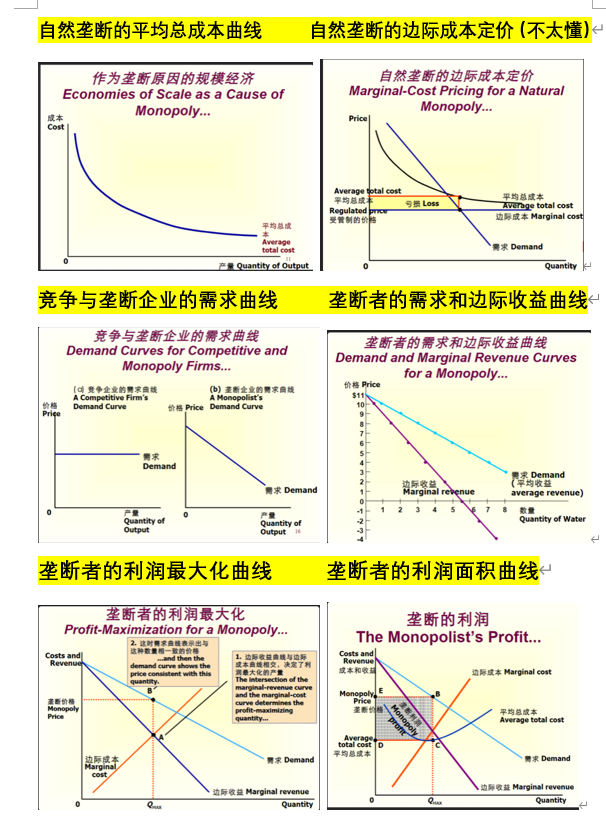 自然垄断的平均总成本曲线
自然垄断的边际成本定价 (不太懂)
作为垄断原因的规模经济
Economies of Scale as a Cause of
Monopoly...
成本
Cost
平均总成
本
Average
total cost
11
0
产量 Quantity of Output
自然垄断的边际成本定价
Marginal-Cost Pricing for a Natural
Monopoly...
Price
Average total cost
平均总成本
Regulated price
受管制的价格
亏损 Loss
平均总成本
Average total cost
边际成本 Marginal cost
需求 Demand
0
Quantity
竞争与垄断企业的需求曲线
垄断者的需求和边际收益曲线
竞争与垄断企业的需求曲线
Demand Curves for Competitive and
Monopoly Firms...
(a) 竞争企业的需求曲线
A Competitive Firm's
Demand Curve
价格
Price
需求
Demand
0
产量
Quantity of
Output
(b) 垄断企业的需求曲线
A Monopolist's
Demand Curve
价格 Price
需求 Demand
0
产量
Quantity of
Output
16
垄断者的需求和边际收益曲线
Demand and Marginal Revenue Curves
for a Monopoly...
价格 Price
$11
10
9
8
7
6
5
4
3
2
1
0
-1
-2
-3
-4
1 2 3 4 5 6 7 8
边际收益
Marginal revenue
需求 Demand
(平均收益
average revenue)
数量
Quantity of Water
垄断者的利润最大化曲线
垄断者的利润面积曲线
垄断者的利润最大化
Profit-Maximization for a Monopoly...
2. 这时需求曲线表示出与
这种数量相一致的价格
...and then the
demand curve shows the
price consistent with this
quantity.
1. 边际收益曲线与边际
成本曲线相交，决定了利
润最大化的产量
The intersection of the
marginal-revenue curve
and the marginal-cost
curve determines the
profit-maximizing
quantity...
Costs and
Revenue
垄断价格
Monopoly
Price
B
A
边际成本
Marginal
cost
需求 Demand
边际收益 Marginal revenue
0
QMAX
Quantity
垄断的利润
The Monopolist's Profit...
Costs and
Revenue
成本和收益
边际成本 Marginal cost
Monopoly
Price
垄断价格
E
B
垄断利润
Monopoly
profit
平均总成本
Average total cost
Average
total cost
平均总成本
D
C
需求 Demand
边际收益 Marginal revenue
0
QMAX
Quantity